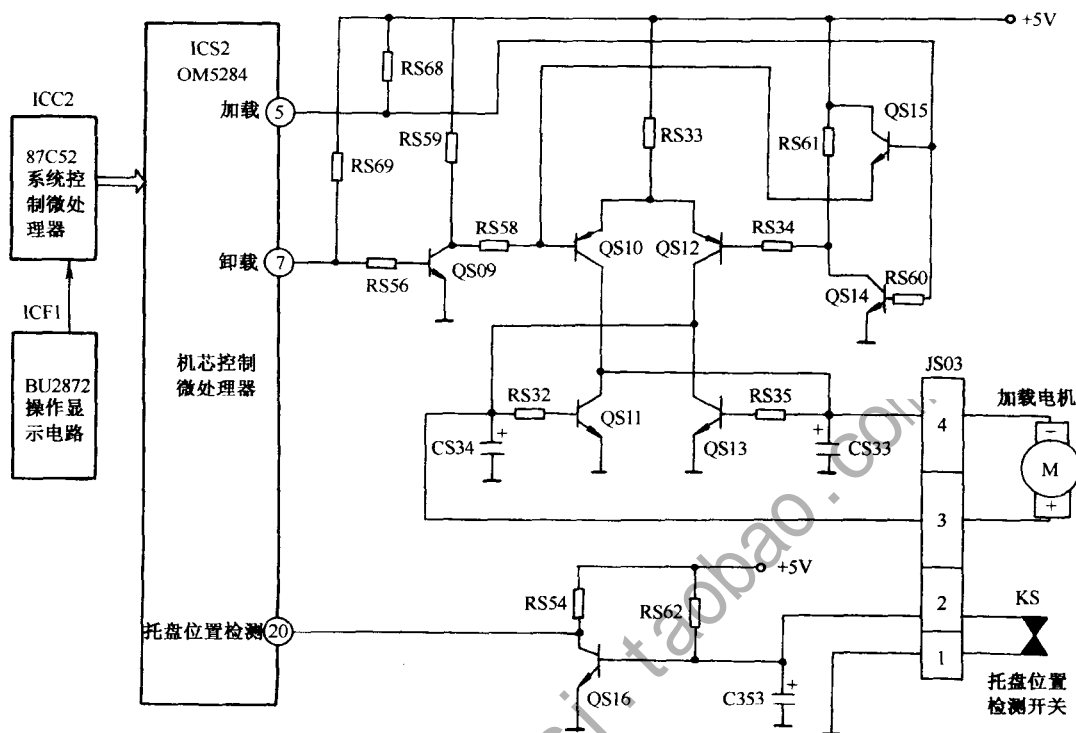 +5V
ICS2
OM5284
ICC2
87C52
系统控
制微处
理器
ICF1
BU2872
操作显
示电路
加载
5
卸载
7
机芯控制
微处理器
托盘位置检测
20
RS68
RS69
RS59
RS56
QS09
RS58
RS33
QS10
QS12
RS34
RS61
QS15
QS14
RS60
RS32
QS11
CS34
+
QS13
RS35
CS33
+
JS03
4
3
2
1
加载电机
−
M
+
+5V
RS54
RS62
QS16
C353
+
KS
托盘位置
检测开关
si.taobao.com